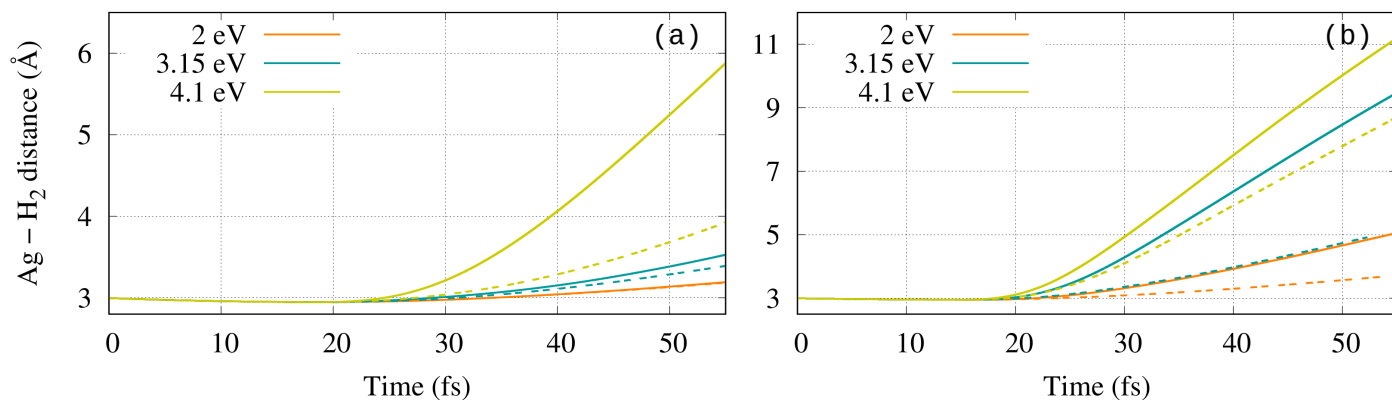 Ag − H₂ distance (Å)
6
5
4
3
2 eV
3.15 eV
4.1 eV
(a)
0 10 20 30 40 50
Time (fs)
11
9
7
5
3
2 eV
3.15 eV
4.1 eV
(b)
0 10 20 30 40 50
Time (fs)